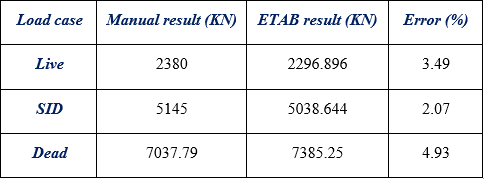 Load case Manual result (KN) ETAB result (KN) Error (%)
Live 2380 2296.896 3.49
SID 5145 5038.644 2.07
Dead 7037.79 7385.25 4.93